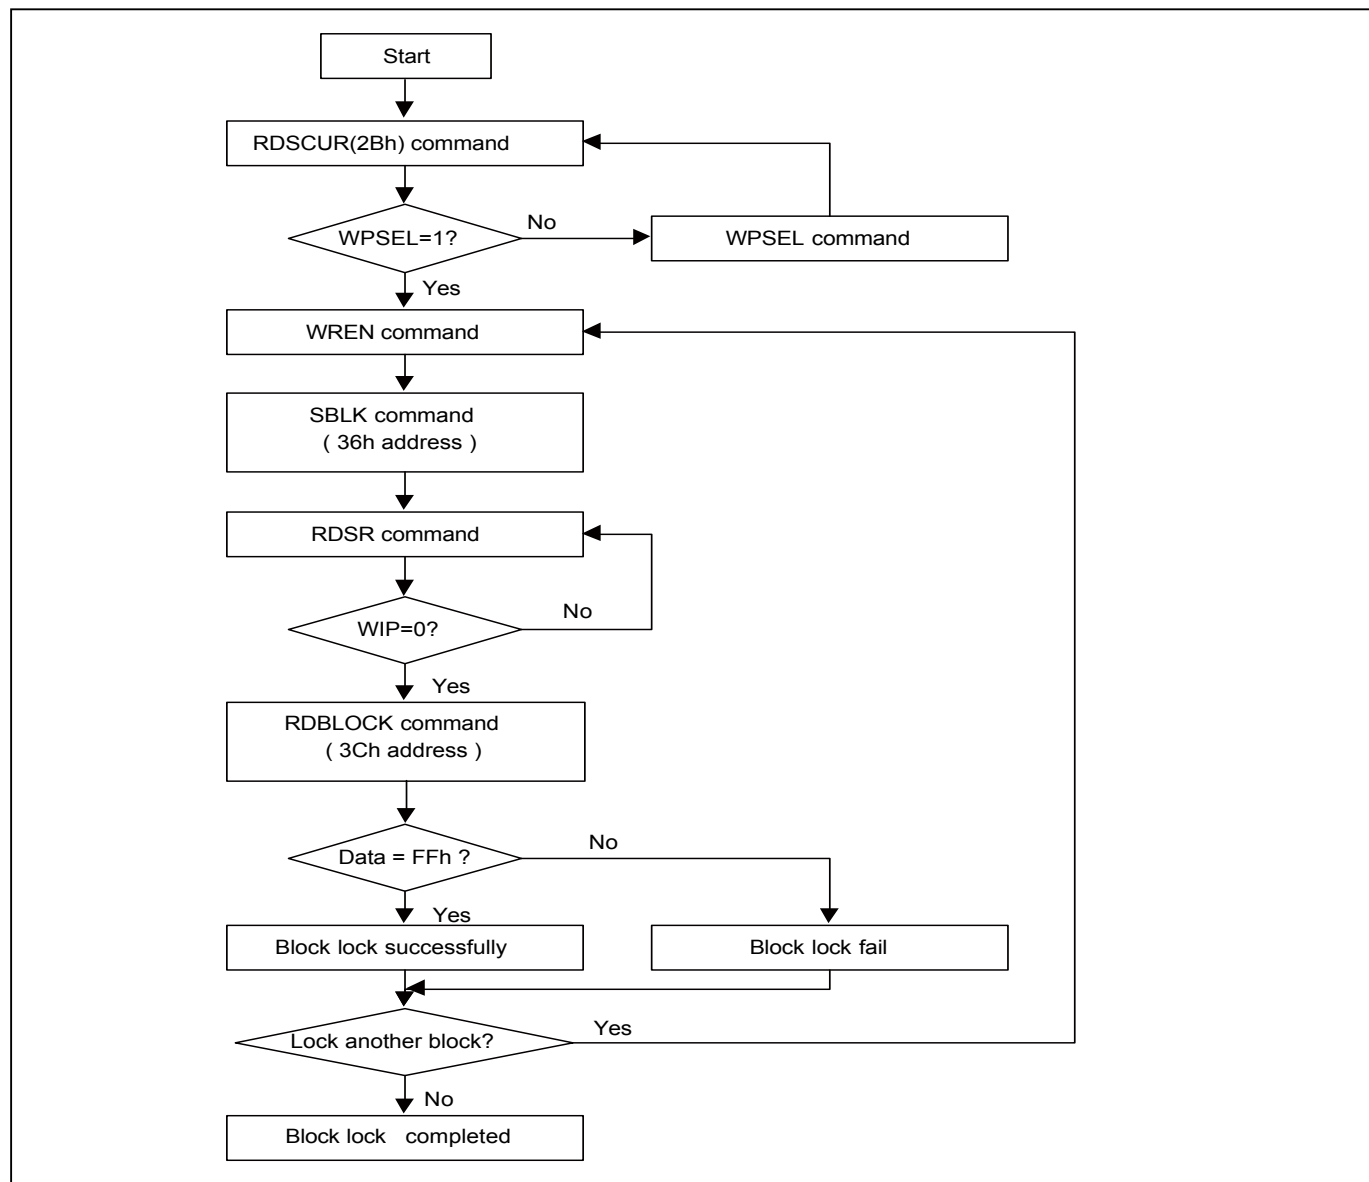 Start
RDSCUR(2Bh) command
WPSEL=1?
No
WPSEL command
Yes
WREN command
SBLK command
( 36h address )
RDSR command
WIP=0?
No
Yes
RDBLOCK command
( 3Ch address )
Data = FFh ?
No
Yes
Block lock successfully
Block lock fail
Lock another block?
Yes
No
Block lock completed